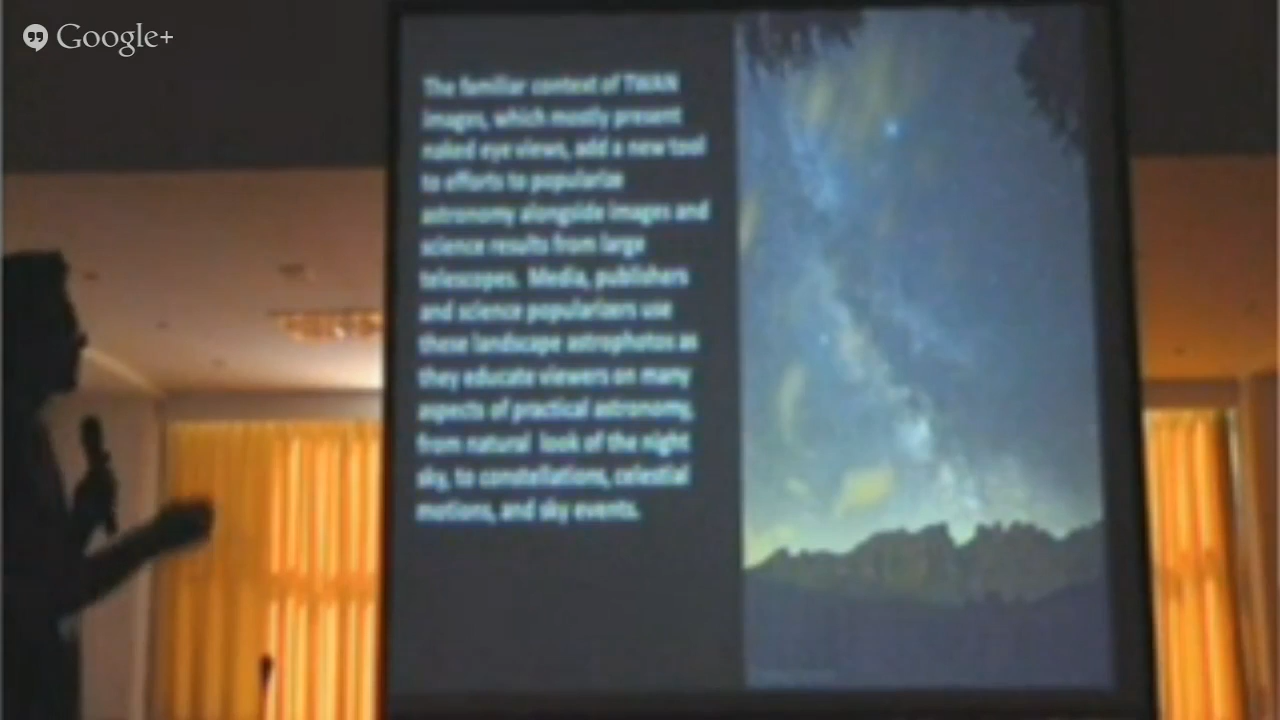 Google+
The familiar context of TWAN
images, which mostly present
naked eye views, add a new tool
to efforts to popularize
astronomy alongside images and
science results from large
telescopes. Media, publishers
and science popularizers use
these landscape astrophotos as
they educate viewers on many
aspects of practical astronomy,
from natural look of the night
sky, to constellations, celestial
motions, and sky events.